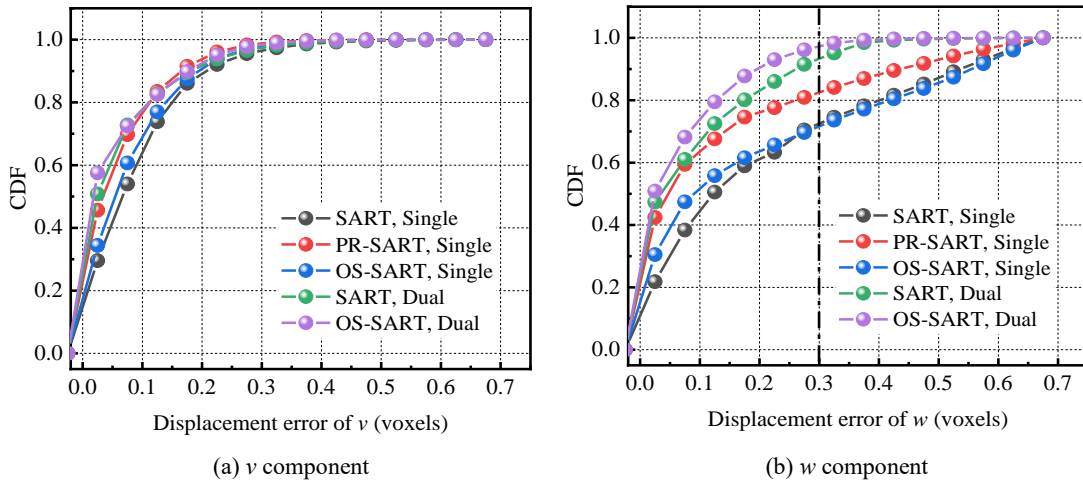 1.0
0.8
0.6
0.4
0.2
0.0
CDF
SART, Single
PR-SART, Single
OS-SART, Single
SART, Dual
OS-SART, Dual
0.0 0.1 0.2 0.3 0.4 0.5 0.6 0.7
Displacement error of v (voxels)
(a) v component
1.0
0.8
0.6
0.4
0.2
0.0
CDF
SART, Single
PR-SART, Single
OS-SART, Single
SART, Dual
OS-SART, Dual
0.0 0.1 0.2 0.3 0.4 0.5 0.6 0.7
Displacement error of w (voxels)
(b) w component